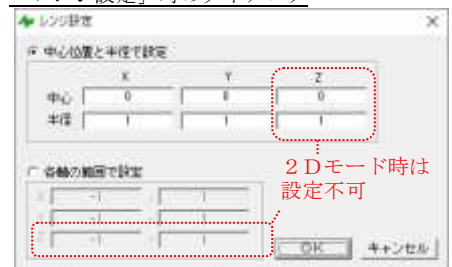 「レンジ設定」時のダイアログ
レンジ設定
中心位置と半径で設定
X Y Z
中心 0 0 0
半径 1 1 1
2Dモード時は
設定不可
各軸の範囲で設定
-1 1
-1 1
-1 1
OK キャンセル